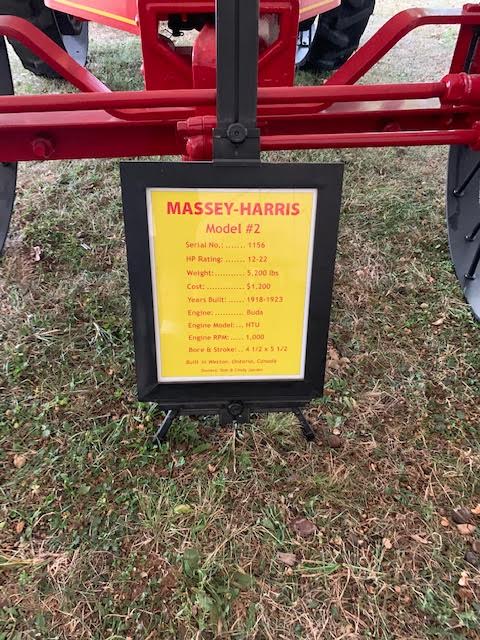 MASSEY-HARRIS
Model #2
Serial No.: ....... 1156
HP Rating: ....... 12-22
Weight: ............ 5,200 lbs
Cost: ............... $1,200
Years Built: ...... 1918-1923
Engine: ............ Buda
Engine Model: ... HTU
Engine RPM: ..... 1,000
Bore & Stroke: .. 4 1/2 x 5 1/2
Built in Weston, Ontario, Canada
Owners: & Cindy